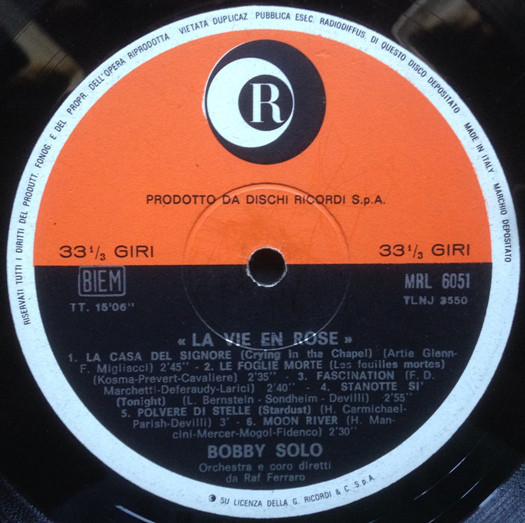 RISERVATI TUTTI I DIRITTI DEL PRODUTT. FONOG. E DEL PROPR. DELL'OPERA RIPRODOTTA VIETATA DUPLICAZ. PUBBLICA ESEC. RADIODIFFUS. DI QUESTO DISCO DEPOSITATO MADE IN ITALY MARCHIO DEPOSITATO
R
PRODOTTO DA DISCHI RICORDI S.p.A.
33 1/3 GIRI 33 1/3 GIRI
BIEM MRL 6051
TT. 15'06" TLNJ 3550
« LA VIE EN ROSE »
1. LA CASA DEL SIGNORE (Crying in the Chapel) (Artie Glenn-
F. Migliacci) 2'45" - 2. LE FOGLIE MORTE (Les feuilles mortes)
(Kosma-Prevert-Cavaliere) 2'35" - 3. FASCINATION (F. D.
Marchetti-Deferaudy-Larici) 2'40" - 4. STANOTTE SI'
(Tonight) (L. Bernstein - Sondheim - Devilli) 2'55"
5. POLVERE DI STELLE (Stardust) (H. Carmichael-
Parish-Devilli) 3' - 6. MOON RIVER (H. Man-
cini-Mercer-Mogol-Fidenco) 2'30"
BOBBY SOLO
Orchestra e coro diretti
da Raf Ferraro
SU LICENZA DELLA G. RICORDI & C. S.p.A.